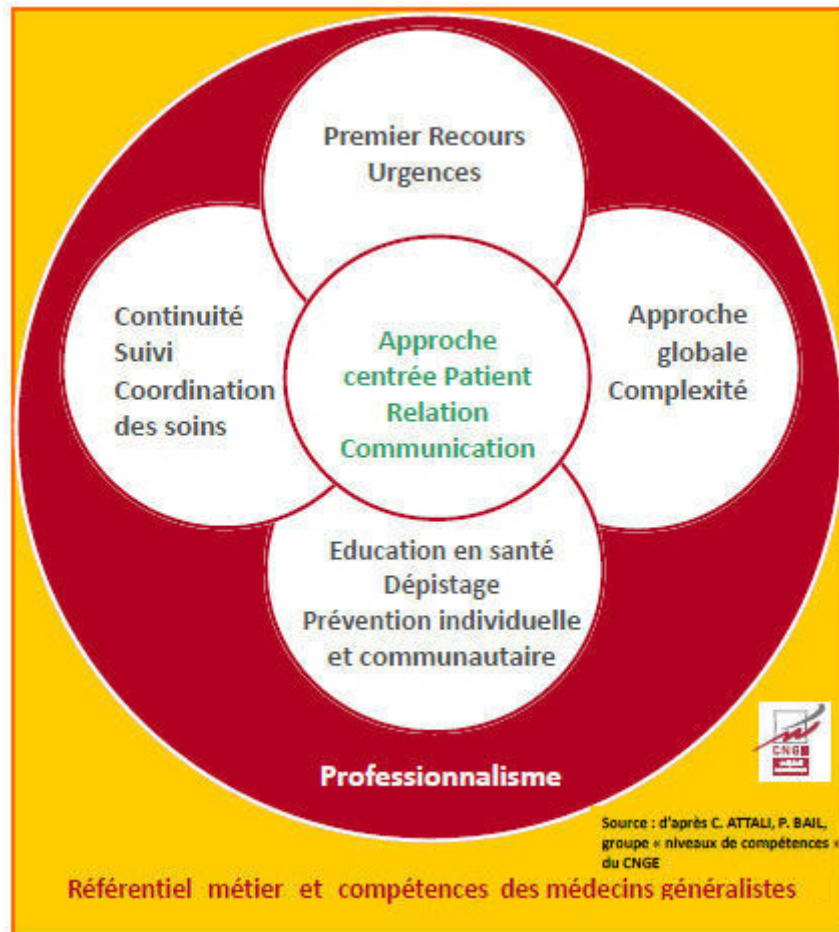 Premier Recours
Urgences
Continuité
Suivi
Coordination
des soins
Approche
centrée Patient
Relation
Communication
Approche
globale
Complexité
Education en santé
Dépistage
Prévention individuelle
et communautaire
Professionnalisme
CNG
Source : d'après C. ATTALI, P. BAIL,
groupe « niveaux de compétences »
du CNGE
Référentiel métier et compétences des médecins généralistes